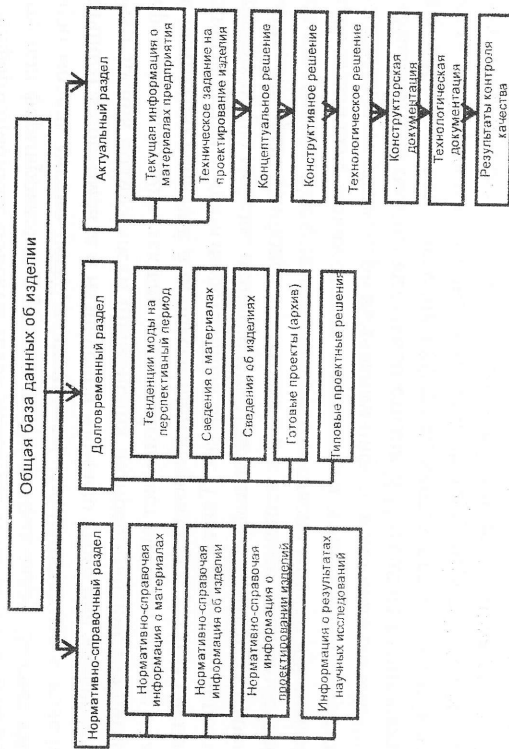 Общая база данных об изделии
Нормативно-справочный раздел
Нормативно-справочая
информация о материалах
Нормативно-справочая
информация об изделии
Нормативно-справочая
информация о
проектировании изделий
Информация о результатах
научных исследований
Долговременный раздел
Тенденции моды на
перспективный период
Сведения о материалах
Сведения об изделиях
Готовые проекты (архив)
Типовые проектные решения
Актуальный раздел
Текущая информация о
материалах предприятия
Техническое задание на
проектирование изделия
Концептуальное решение
Конструктивное решение
Технологическое решение
Конструкторская
документация
Технологическая
документация
Результаты контроля
качества